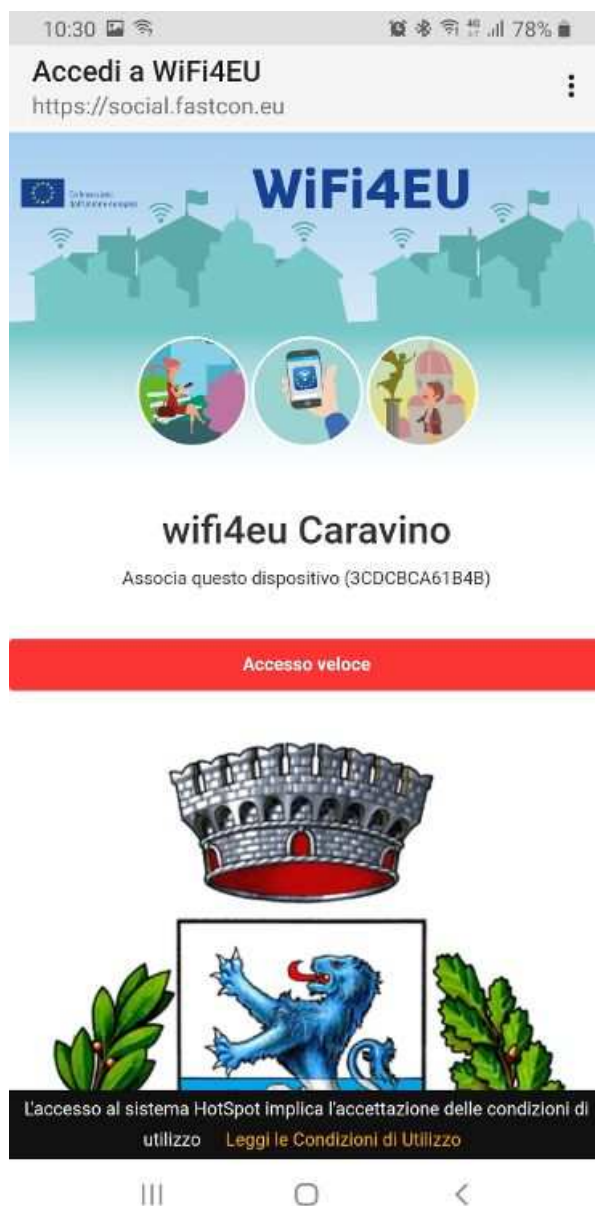 10:30
4G
78%
Accedi a WiFi4EU
https://social.fastcon.eu
WiFi4EU
wifi4eu Caravino
Associa questo dispositivo (3CDCBCA61B4B)
Accesso veloce
L'accesso al sistema HotSpot implica l'accettazione delle condizioni di
utilizzo Leggi le Condizioni di Utilizzo